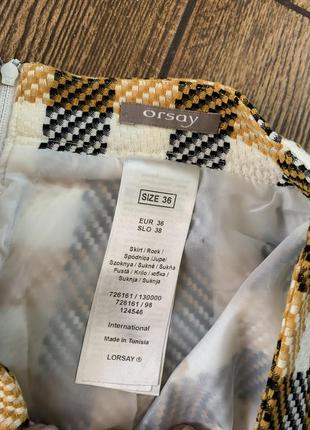 orsay
SIZE 36
EUR 36
SLO 38
Skirt / Rock /
Spódnica /Jupe/
Szoknya / Sukně / Sukňa
Fustă / Krilo / юбка /
Suknja / Suknja
726161 / 130000
726161 / 98
124546
International
Made in Tunisia
LORSAY ®